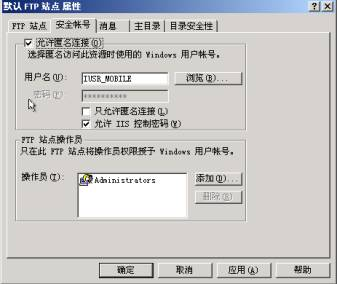 默认 FTP 站点 属性
FTP 站点 安全帐号 消息 主目录 目录安全性
允许匿名连接(O)
选择匿名访问此资源时使用的 Windows 用户帐号。
用户名(U): IUSR_MOBILE 浏览(B)...
密码(P): **********
只允许匿名连接(L)
允许 IIS 控制密码(Y)
FTP 站点操作员
只在此 FTP 站点将操作员权限授予 Windows 用户帐号。
操作员(T): Administrators 添加(D)...
删除(R)
确定 取消 应用(A) 帮助